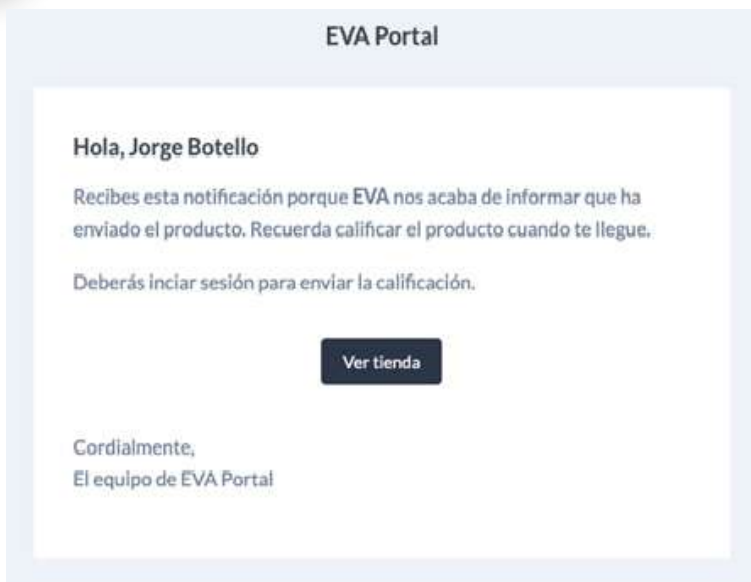 EVA Portal
Hola, Jorge Botello
Recibes esta notificación porque EVA nos acaba de informar que ha
enviado el producto. Recuerda calificar el producto cuando te llegue.
Deberás inciar sesión para enviar la calificación.
Ver tienda
Cordialmente,
El equipo de EVA Portal